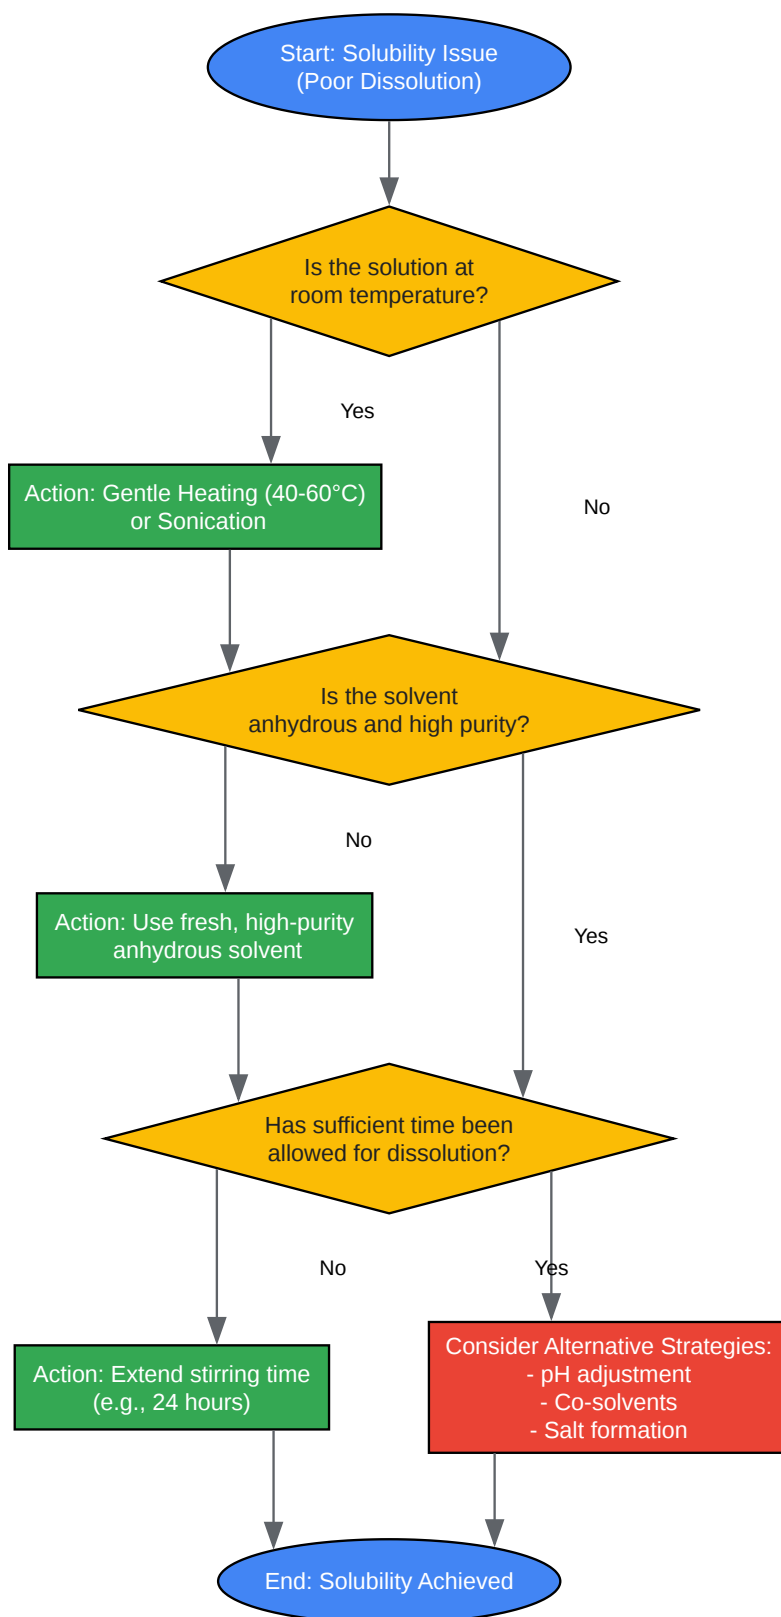 Start: Solubility Issue
(Poor Dissolution)
Is the solution at
room temperature?
Yes
Action: Gentle Heating (40-60°C)
or Sonication
No
Is the solvent
anhydrous and high purity?
No
Action: Use fresh, high-purity
anhydrous solvent
Yes
Has sufficient time been
allowed for dissolution?
No
Yes
Action: Extend stirring time
(e.g., 24 hours)
Consider Alternative Strategies:
- pH adjustment
- Co-solvents
- Salt formation
End: Solubility Achieved